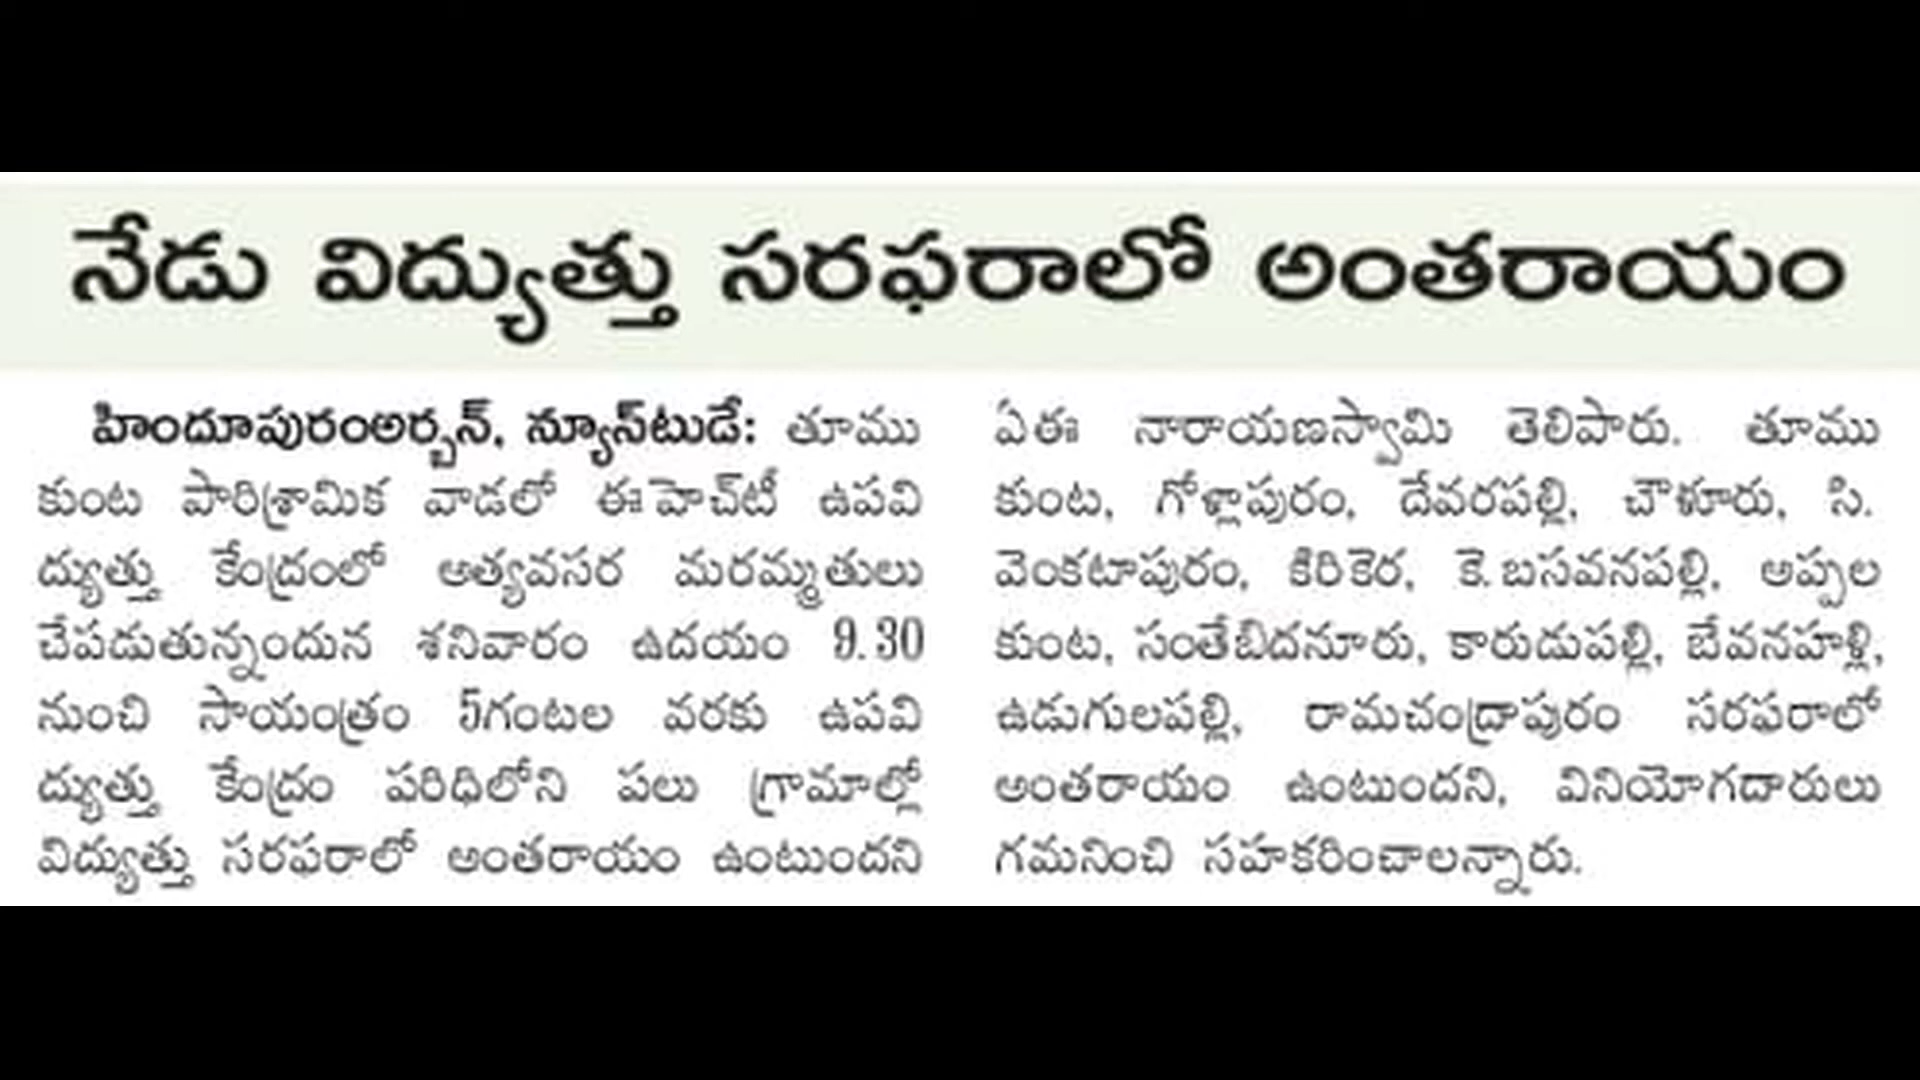 నేడు విద్యుత్తు సరఫరాలో అంతరాయం
హిందూపురంఅర్బన్, న్యూస్‌టుడే: తూము
కుంట పారిశ్రామిక వాడలో ఈహెచ్‌టీ ఉపవి
ద్యుత్తు కేంద్రంలో అత్యవసర మరమ్మతులు
చేపడుతున్నందున శనివారం ఉదయం 9.30
నుంచి సాయంత్రం 5గంటల వరకు ఉపవి
ద్యుత్తు కేంద్రం పరిధిలోని పలు గ్రామాల్లో
విద్యుత్తు సరఫరాలో అంతరాయం ఉంటుందని
ఏఈ నారాయణస్వామి తెలిపారు. తూము
కుంట, గోళ్లాపురం, దేవరపల్లి, చౌళూరు, సి.
వెంకటాపురం, కిరికెర, కె.బసవనపల్లి, అప్పల
కుంట, సంతేబిదనూరు, కారుడుపల్లి, బేవనహళ్లి,
ఉడుగులపల్లి, రామచంద్రాపురం సరఫరాలో
అంతరాయం ఉంటుందని, వినియోగదారులు
గమనించి సహకరించాలన్నారు.